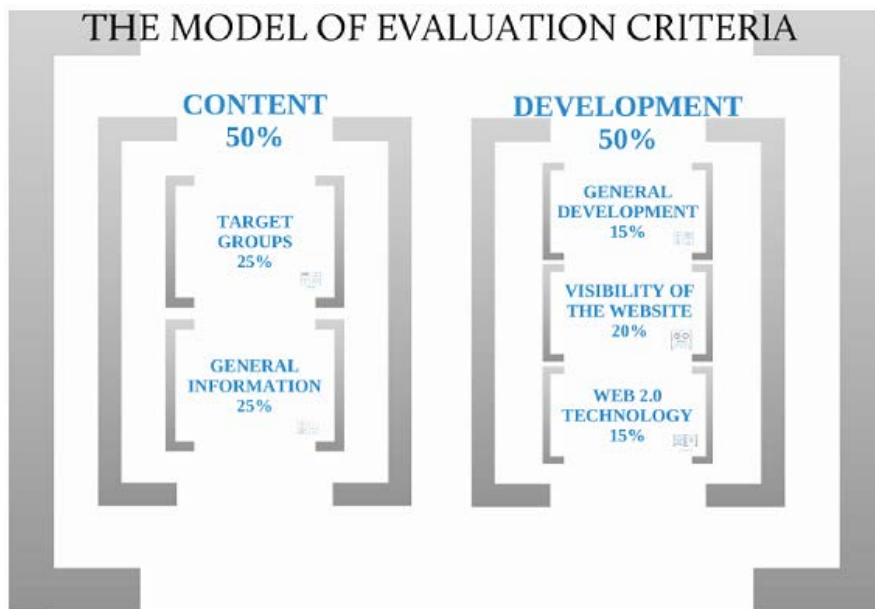 THE MODEL OF EVALUATION CRITERIA
CONTENT
50%
TARGET
GROUPS
25%
GENERAL
INFORMATION
25%
DEVELOPMENT
50%
GENERAL
DEVELOPMENT
15%
VISIBILITY OF
THE WEBSITE
20%
WEB 2.0
TECHNOLOGY
15%